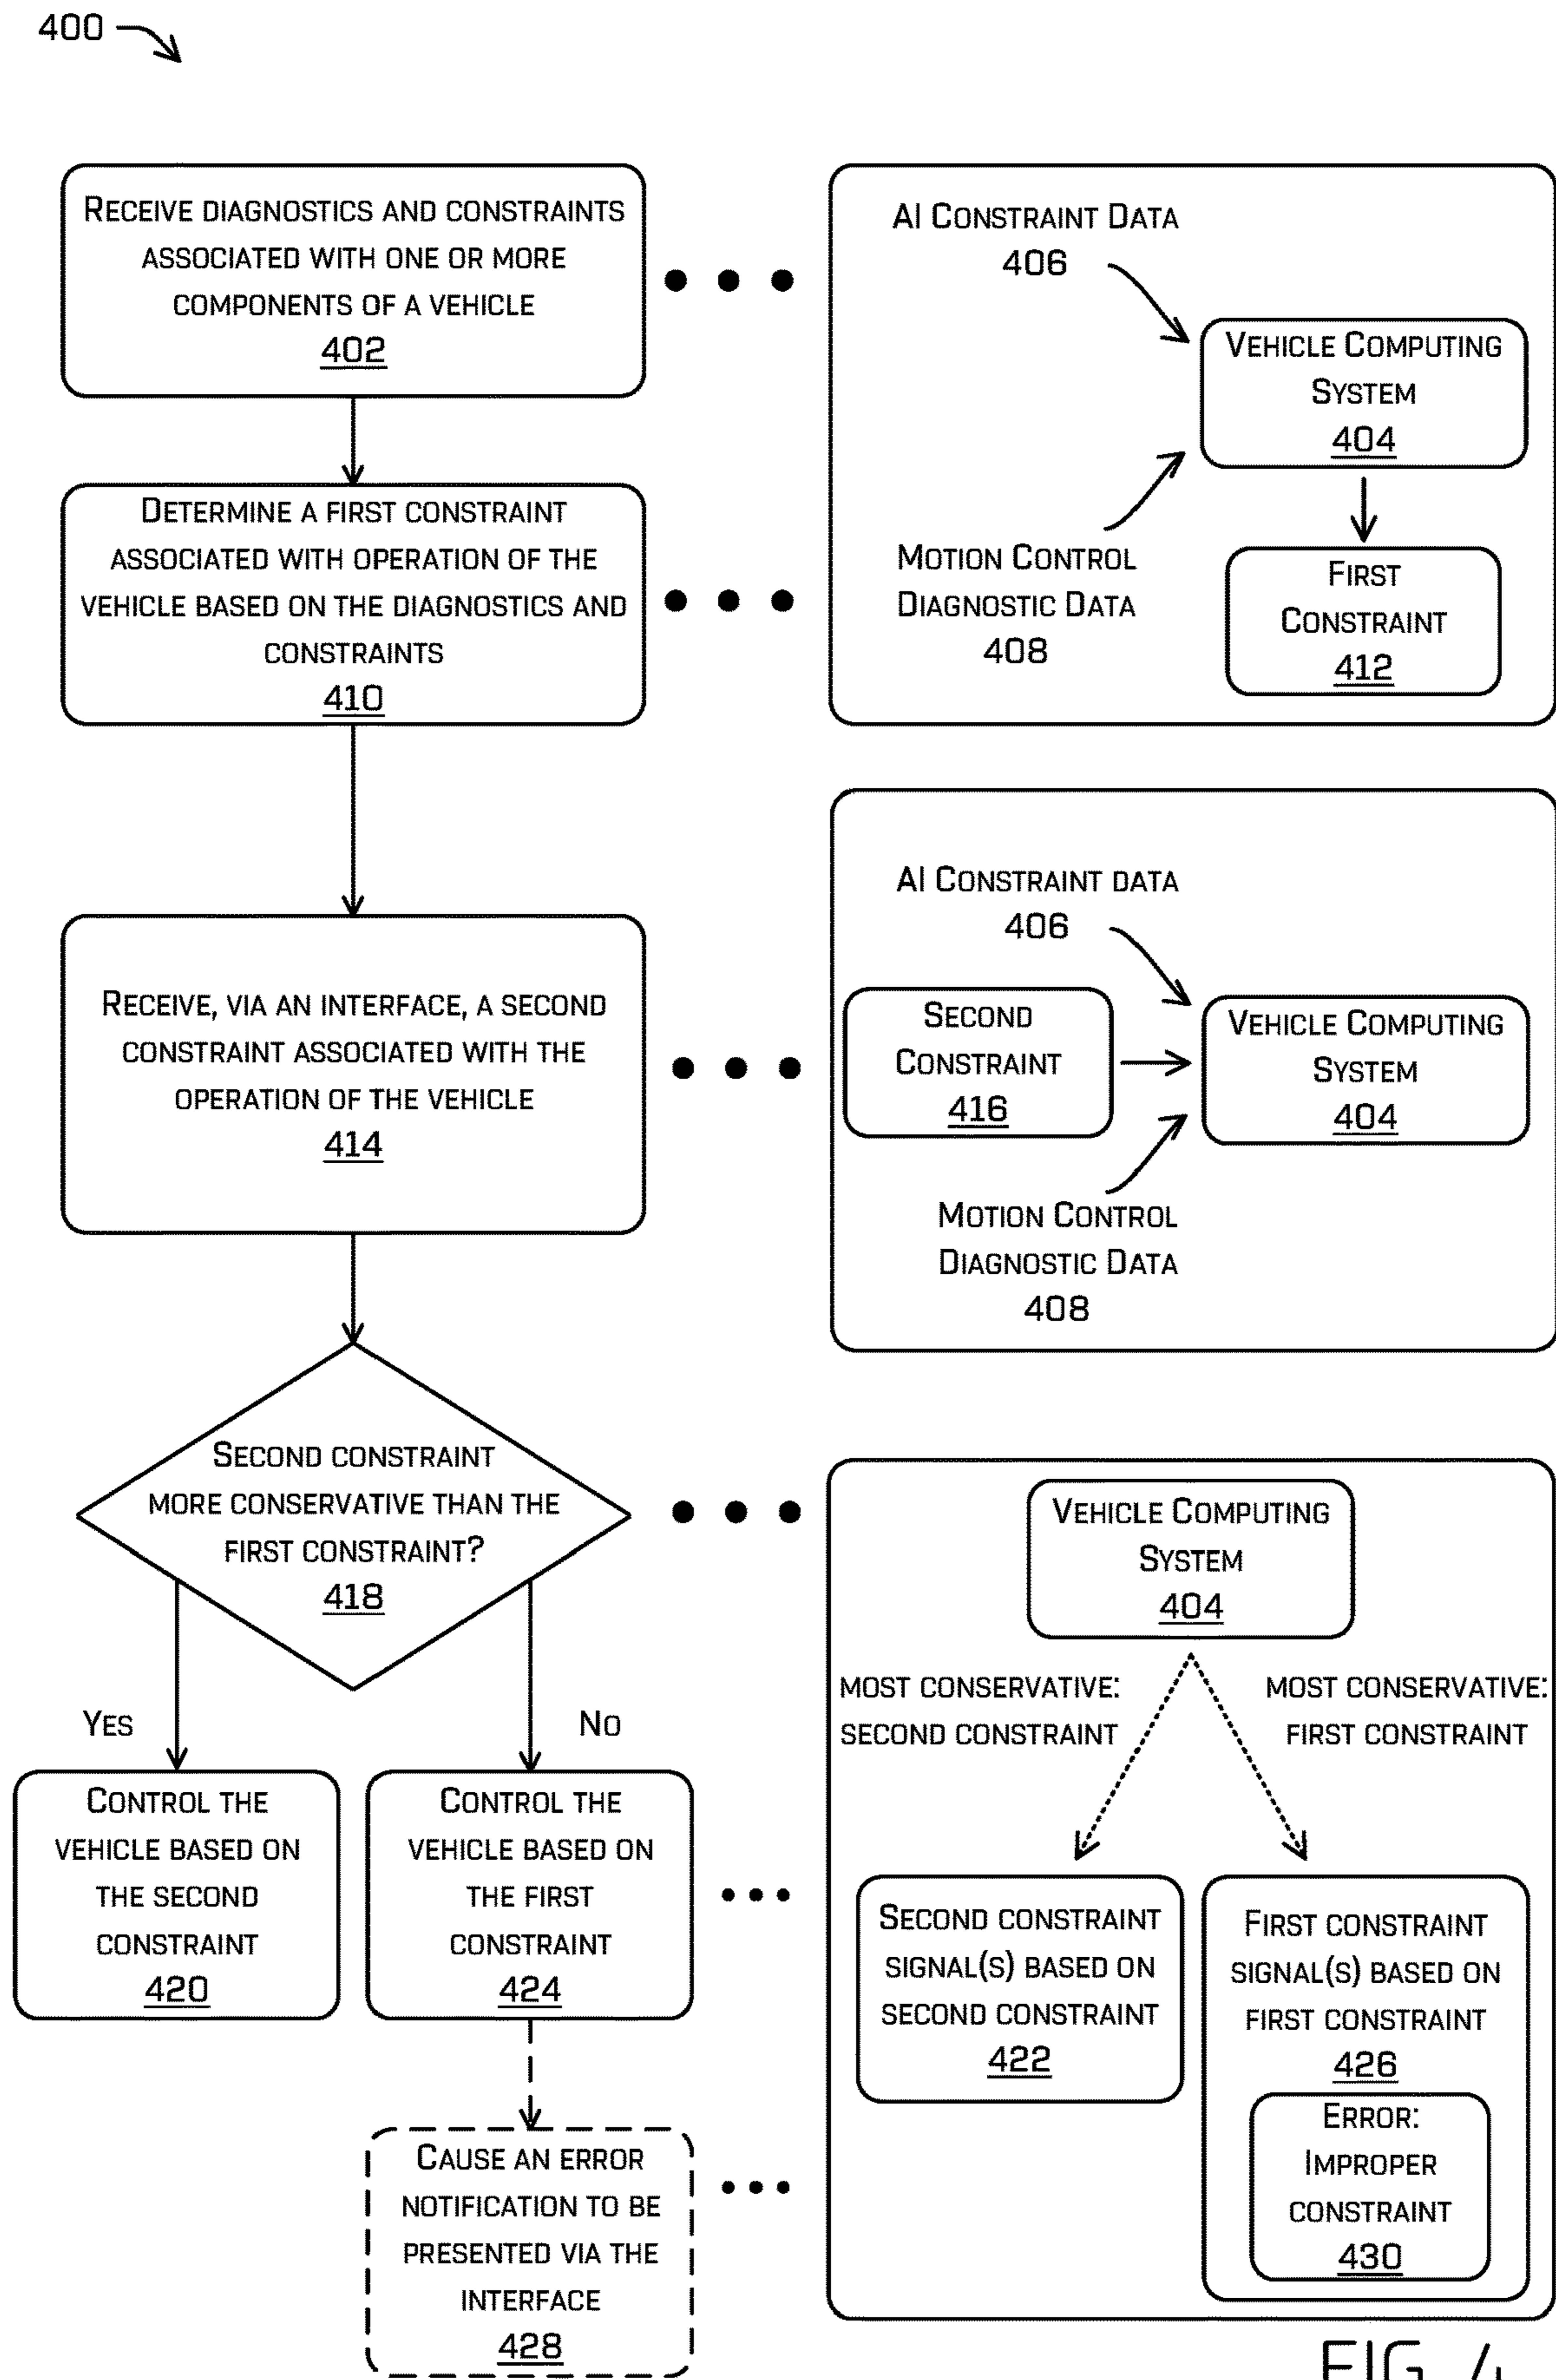 400
RECEIVE DIAGNOSTICS AND CONSTRAINTS
ASSOCIATED WITH ONE OR MORE
COMPONENTS OF A VEHICLE
402
DETERMINE A FIRST CONSTRAINT
ASSOCIATED WITH OPERATION OF THE
VEHICLE BASED ON THE DIAGNOSTICS AND
CONSTRAINTS
410
AI CONSTRAINT DATA
406
VEHICLE COMPUTING
SYSTEM
404
MOTION CONTROL
DIAGNOSTIC DATA
408
FIRST
CONSTRAINT
412
RECEIVE, VIA AN INTERFACE, A SECOND
CONSTRAINT ASSOCIATED WITH THE
OPERATION OF THE VEHICLE
414
AI CONSTRAINT DATA
406
SECOND
CONSTRAINT
416
VEHICLE COMPUTING
SYSTEM
404
MOTION CONTROL
DIAGNOSTIC DATA
408
SECOND CONSTRAINT
MORE CONSERVATIVE THAN THE
FIRST CONSTRAINT?
418
YES
NO
VEHICLE COMPUTING
SYSTEM
404
MOST CONSERVATIVE:
SECOND CONSTRAINT
MOST CONSERVATIVE:
FIRST CONSTRAINT
CONTROL THE
VEHICLE BASED ON
THE SECOND
CONSTRAINT
420
CONTROL THE
VEHICLE BASED ON
THE FIRST
CONSTRAINT
424
SECOND CONSTRAINT
SIGNAL(S) BASED ON
SECOND CONSTRAINT
422
FIRST CONSTRAINT
SIGNAL(S) BASED ON
FIRST CONSTRAINT
426
ERROR:
IMPROPER
CONSTRAINT
430
CAUSE AN ERROR
NOTIFICATION TO BE
PRESENTED VIA THE
INTERFACE
428
FIG. 4